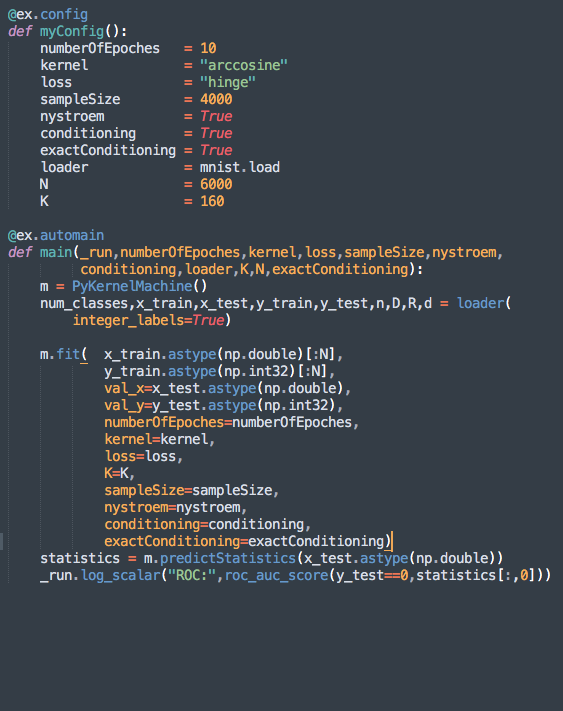 @ex.config
def myConfig():
    numberOfEpoches   = 10
    kernel            = "arccosine"
    loss              = "hinge"
    sampleSize        = 4000
    nystroem          = True
    conditioning      = True
    exactConditioning = True
    loader            = mnist.load
    N                 = 6000
    K                 = 160

@ex.automain
def main(_run,numberOfEpoches,kernel,loss,sampleSize,nystroem,
         conditioning,loader,K,N,exactConditioning):
    m = PyKernelMachine()
    num_classes,x_train,x_test,y_train,y_test,n,D,R,d = loader(
        integer_labels=True)

    m.fit(  x_train.astype(np.double)[:N],
            y_train.astype(np.int32)[:N],
            val_x=x_test.astype(np.double),
            val_y=y_test.astype(np.int32),
            numberOfEpoches=numberOfEpoches,
            kernel=kernel,
            loss=loss,
            K=K,
            sampleSize=sampleSize,
            nystroem=nystroem,
            conditioning=conditioning,
            exactConditioning=exactConditioning)
    statistics = m.predictStatistics(x_test.astype(np.double))
    _run.log_scalar("ROC:",roc_auc_score(y_test==0,statistics[:,0]))